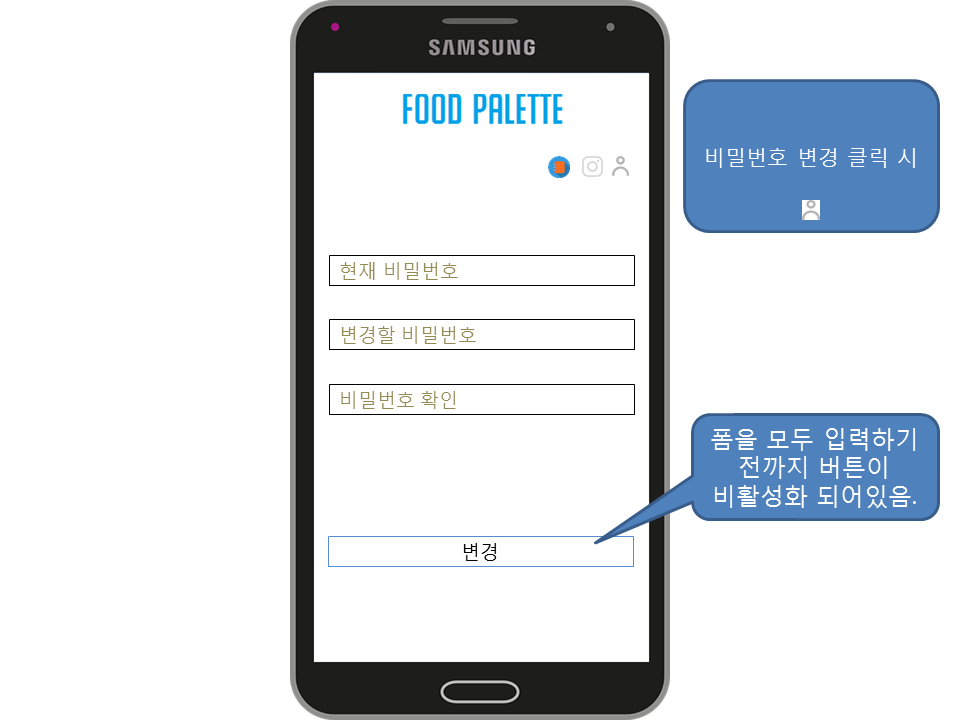 SAMSUNG
FOOD PALETTE
비밀번호 변경 클릭 시
현재 비밀번호
변경할 비밀번호
비밀번호 확인
폼을 모두 입력하기
전까지 버튼이
비활성화 되어있음.
변경